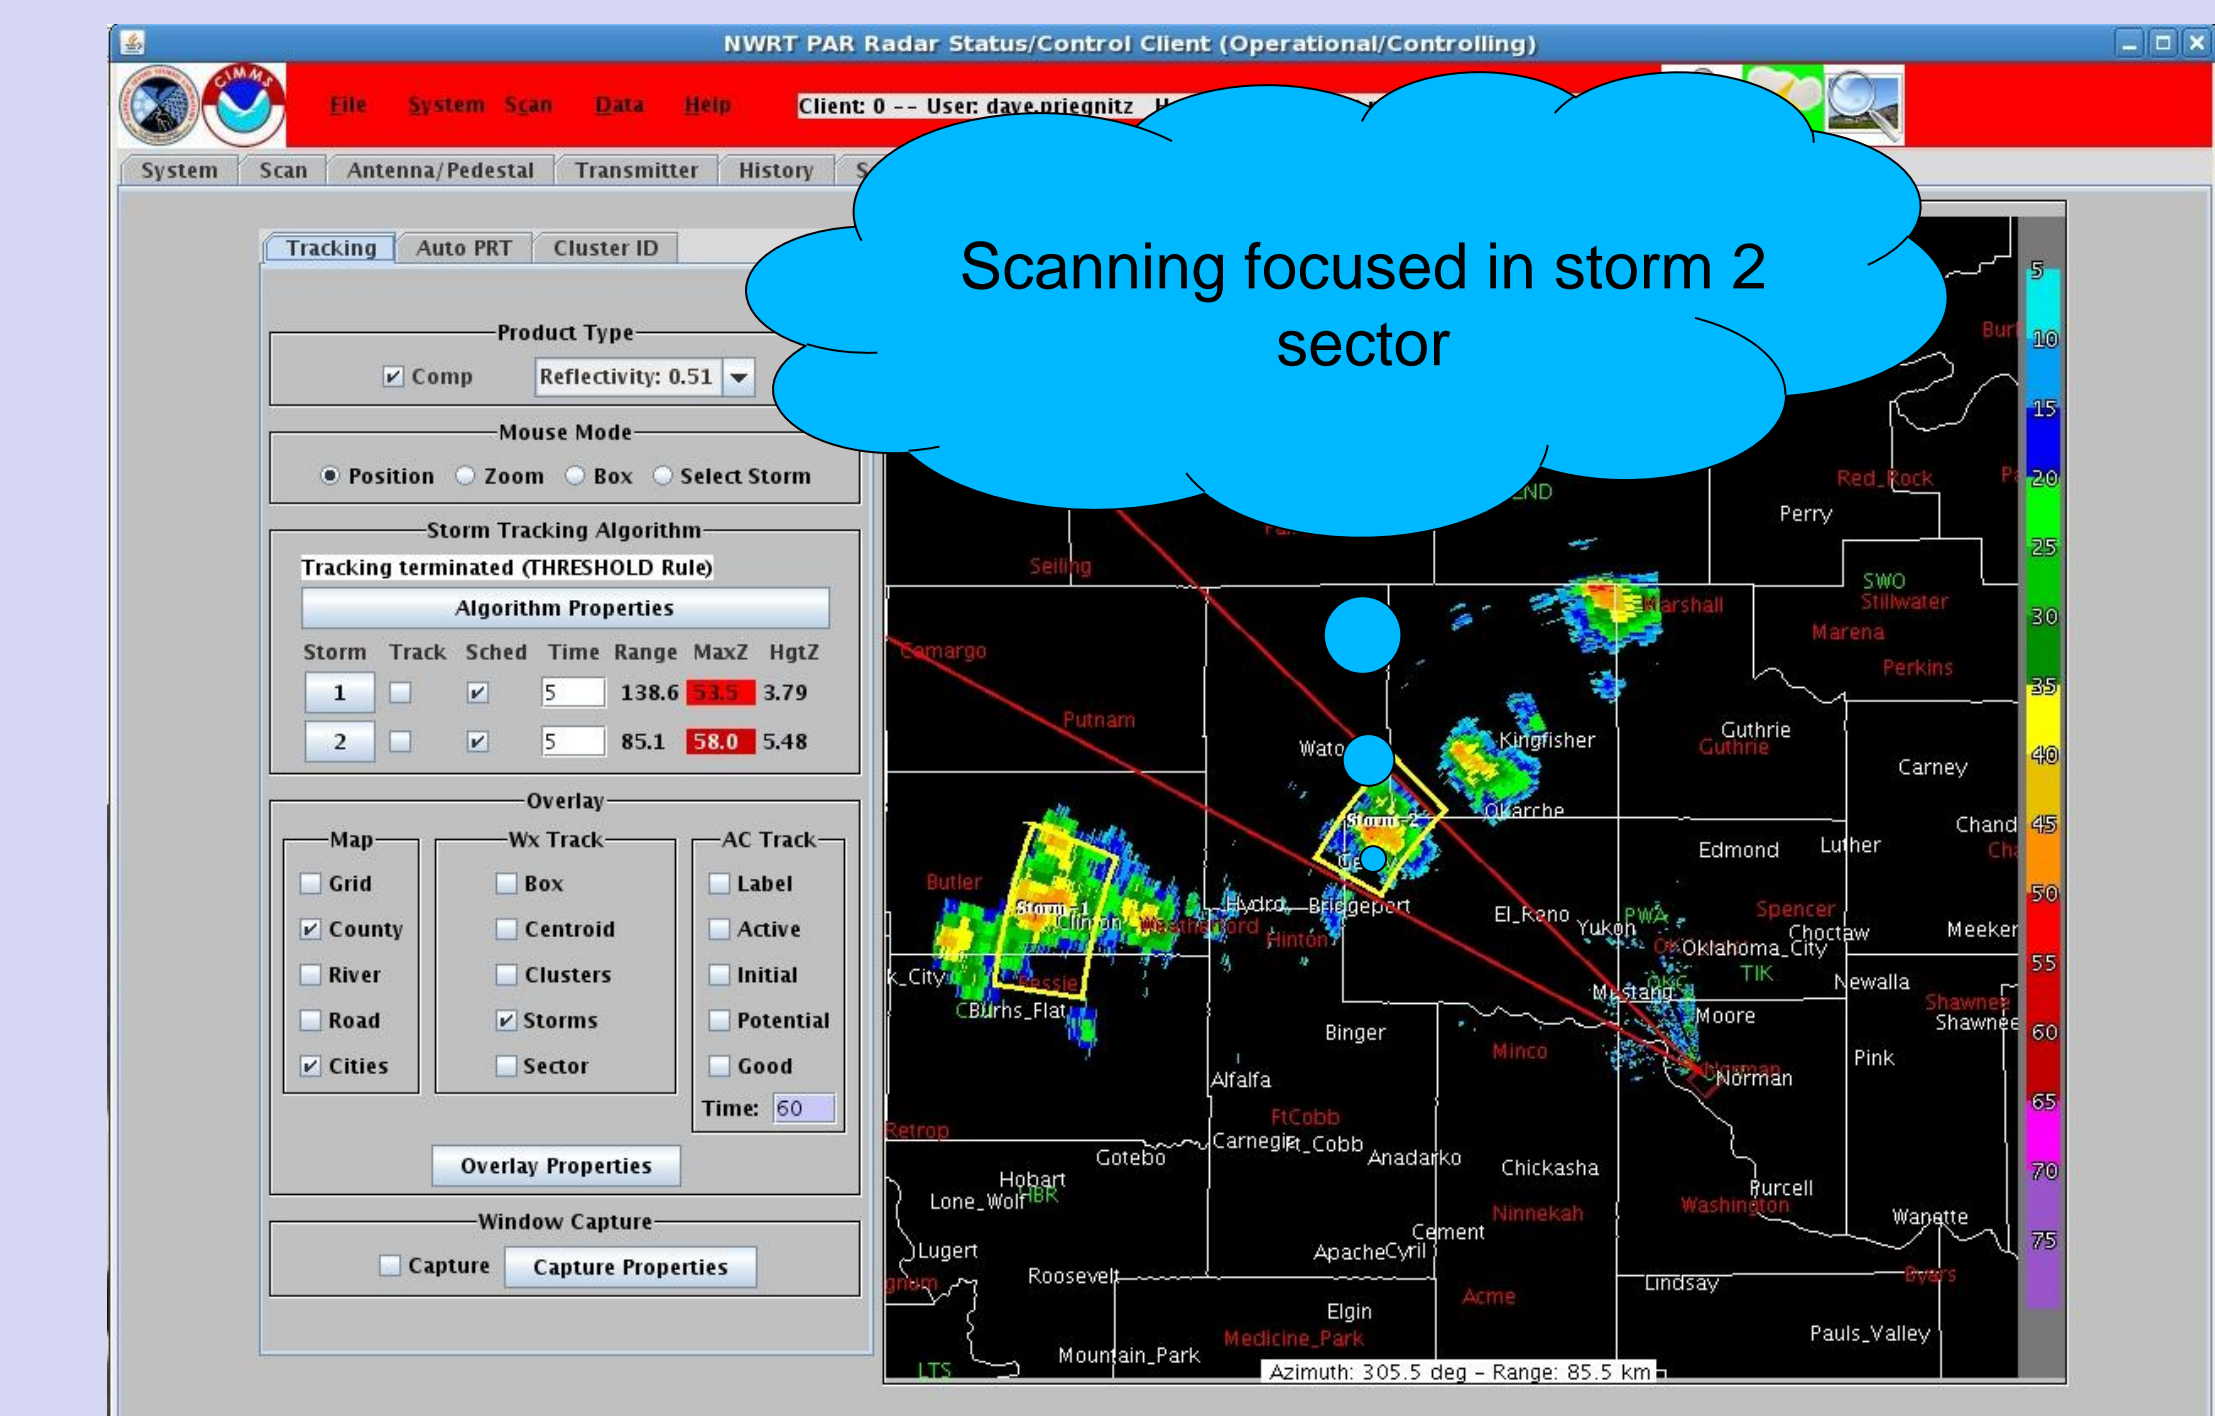 NWRT PAR Radar Status/Control Client (Operational/Controlling)
CIMMS
File System Scan Data Help Client: 0 -- User: dave.priegnitz
System Scan Antenna/Pedestal Transmitter History
Scanning focused in storm 2
sector
Tracking Auto PRT Cluster ID
Product Type
Comp Reflectivity: 0.51
Mouse Mode
Position Zoom Box Select Storm
Storm Tracking Algorithm
Tracking terminated (THRESHOLD Rule)
Algorithm Properties
Storm Track Sched Time Range MaxZ HgtZ
1 5 138.6 53.5 3.79
2 5 85.1 58.0 5.48
Overlay
Map Wx Track AC Track
Grid Box Label
County Centroid Active
River Clusters Initial
Road Storms Potential
Cities Sector Good
Time: 60
Overlay Properties
Window Capture
Capture Capture Properties
5
10
15
Red_Rock 20
Perry
25
Seiling
SWO
Marshall Stillwater
30
Camargo Marena
Perkins
35
Putnam Guthrie
Kingfisher Guthrie
40
Carney
Okarche
Storm-2 45
Edmond Luther
Butler
50
Storm-1 Hydro Bridgeport El_Reno PWA Spencer
Clinton Weatherford Hinton Yukon Choctaw Meeker
Oklahoma_City
55
TIK
Bessie Mustang Newalla
Burns_Flat Moore Shawnee
Shawnee
60
Binger Minco Pink
Alfalfa Norman
Norman
65
FtCobb
Retrop Carnegie Ft_Cobb
Gotebo Anadarko Chickasha
70
Hobart
HBR Purcell
Lone_Wolf Ninnekah Washington Wanette
Cement
75
Lugert Apache Cyril
Roosevelt Lindsay Byars
Acme
Elgin
Medicine_Park Pauls_Valley
Mountain_Park
LTS Azimuth: 305.5 deg - Range: 85.5 km